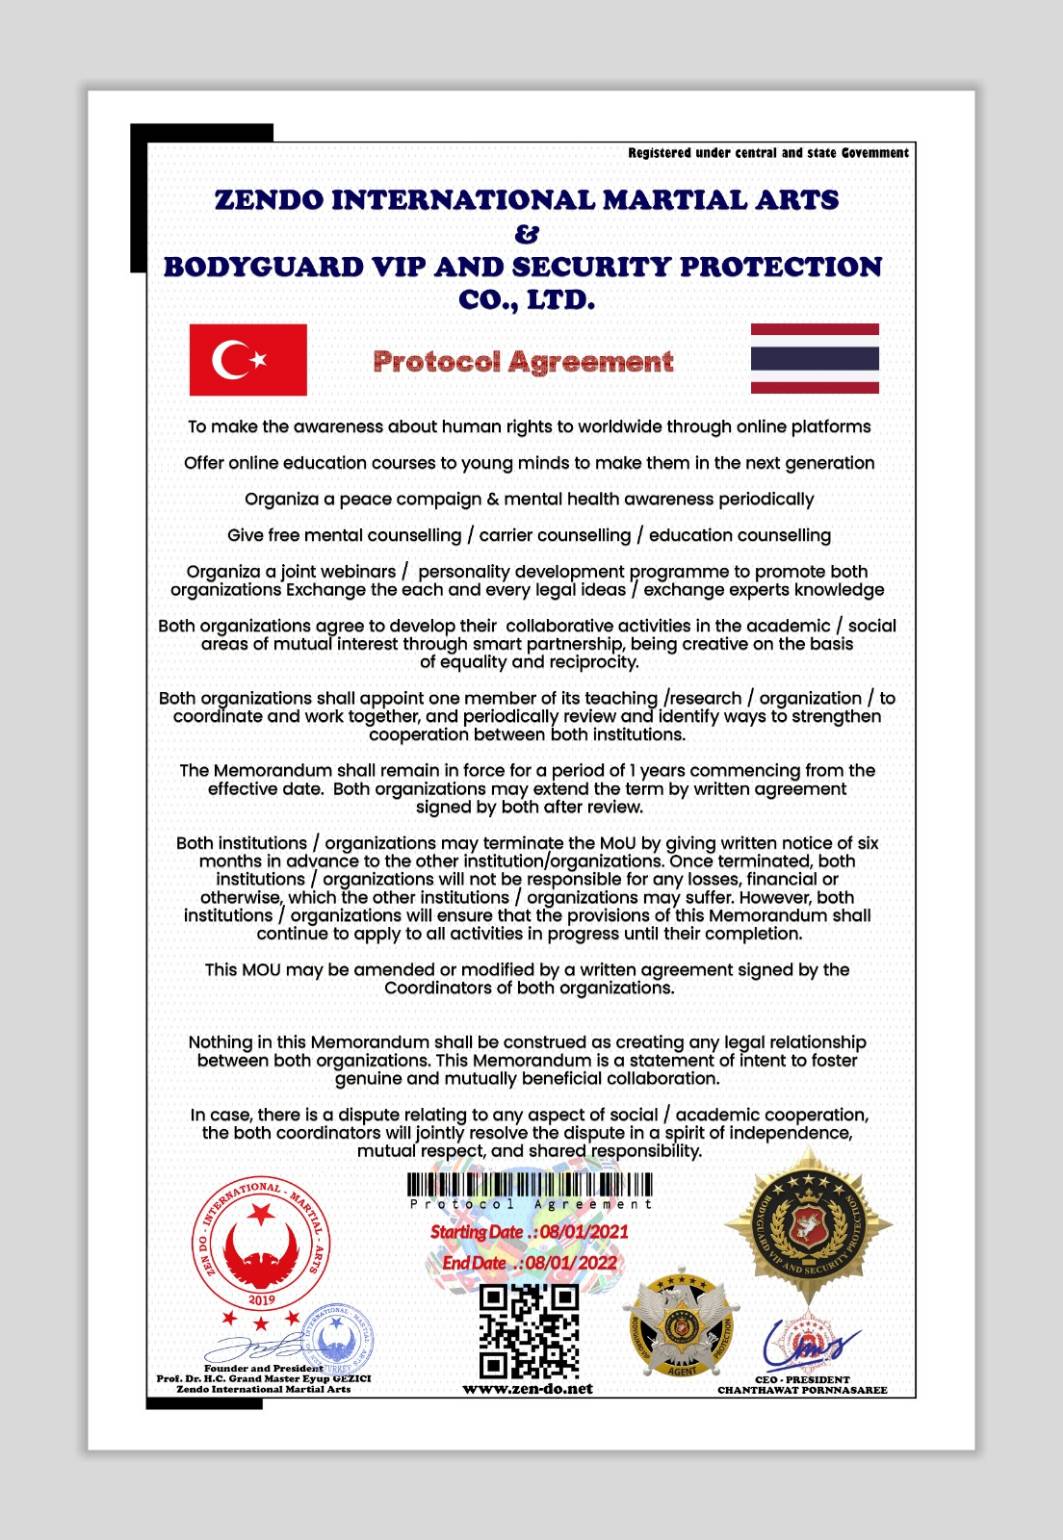 Registered under central and state Government
ZENDO INTERNATIONAL MARTIAL ARTS
&
BODYGUARD VIP AND SECURITY PROTECTION
CO., LTD.
Protocol Agreement
To make the awareness about human rights to worldwide through online platforms
Offer online education courses to young minds to make them in the next generation
Organiza a peace compaign & mental health awareness periodically
Give free mental counselling / carrier counselling / education counselling
Organiza a joint webinars / personality development programme to promote both
organizations Exchange the each and every legal ideas / exchange experts knowledge
Both organizations agree to develop their collaborative activities in the academic / social
areas of mutual interest through smart partnership, being creative on the basis
of equality and reciprocity.
Both organizations shall appoint one member of its teaching /research / organization / to
coordinate and work together, and periodically review and identify ways to strengthen
cooperation between both institutions.
The Memorandum shall remain in force for a period of 1 years commencing from the
effective date. Both organizations may extend the term by written agreement
signed by both after review.
Both institutions / organizations may terminate the MoU by giving written notice of six
months in advance to the other institution/organizations. Once terminated, both
institutions / organizations will not be responsible for any losses, financial or
otherwise, which the other institutions / organizations may suffer. However, both
institutions / organizations will ensure that the provisions of this Memorandum shall
continue to apply to all activities in progress until their completion.
This MOU may be amended or modified by a written agreement signed by the
Coordinators of both organizations.
Nothing in this Memorandum shall be construed as creating any legal relationship
between both organizations. This Memorandum is a statement of intent to foster
genuine and mutually beneficial collaboration.
In case, there is a dispute relating to any aspect of social / academic cooperation,
the both coordinators will jointly resolve the dispute in a spirit of independence,
mutual respect, and shared responsibility.
Protocol Agreement
Starting Date .: 08/01/2021
End Date .: 08/01/ 2022
ZEN DO - INTERNATIONAL - MARTIAL - ARTS
2019
BODYGUARD VIP AND SECURITY PROTECTION
BODYGUARD VIP
PROTECTION
AGENT
Founder and President
Prof. Dr. H.C. Grand Master Eyup GEZICI
Zendo International Martial Arts
www.zen-do.net
CEO - PRESIDENT
CHANTHAWAT PORNNASAREE